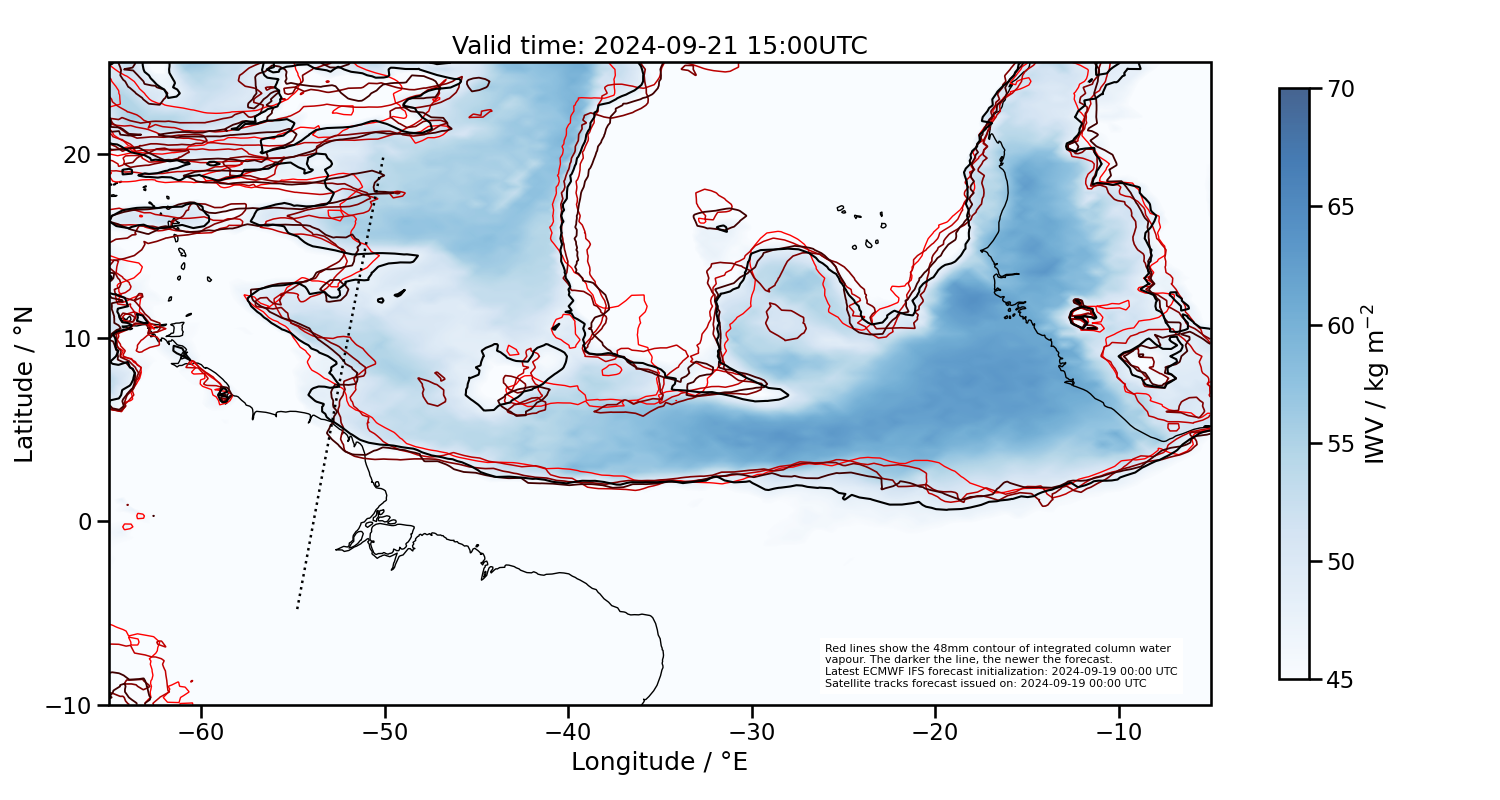 Valid time: 2024-09-21 15:00UTC
Latitude / °N
20
10
0
−10
−60
−50
−40
−30
−20
−10
Longitude / °E
Red lines show the 48mm contour of integrated column water
vapour. The darker the line, the newer the forecast.
Latest ECMWF IFS forecast initialization: 2024-09-19 00:00 UTC
Satellite tracks forecast issued on: 2024-09-19 00:00 UTC
70
65
60
55
50
45
IWV / kg m⁻²